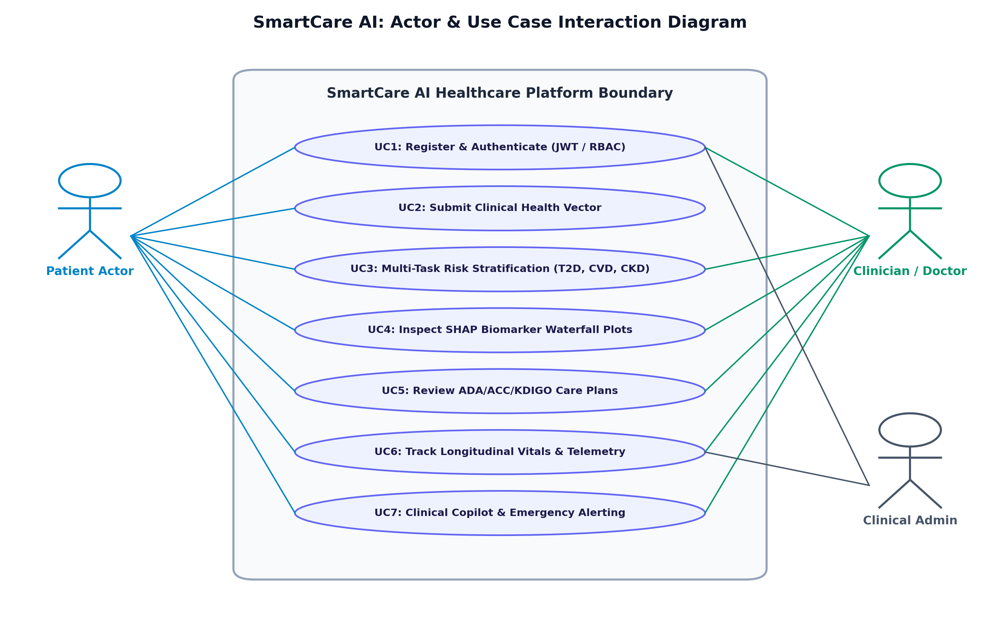 SmartCare AI: Actor & Use Case Interaction Diagram
SmartCare AI Healthcare Platform Boundary
UC1: Register & Authenticate (JWT / RBAC)
UC2: Submit Clinical Health Vector
UC3: Multi-Task Risk Stratification (T2D, CVD, CKD)
Patient Actor
Clinician / Doctor
UC4: Inspect SHAP Biomarker Waterfall Plots
UC5: Review ADA/ACC/KDIGO Care Plans
UC6: Track Longitudinal Vitals & Telemetry
UC7: Clinical Copilot & Emergency Alerting
Clinical Admin